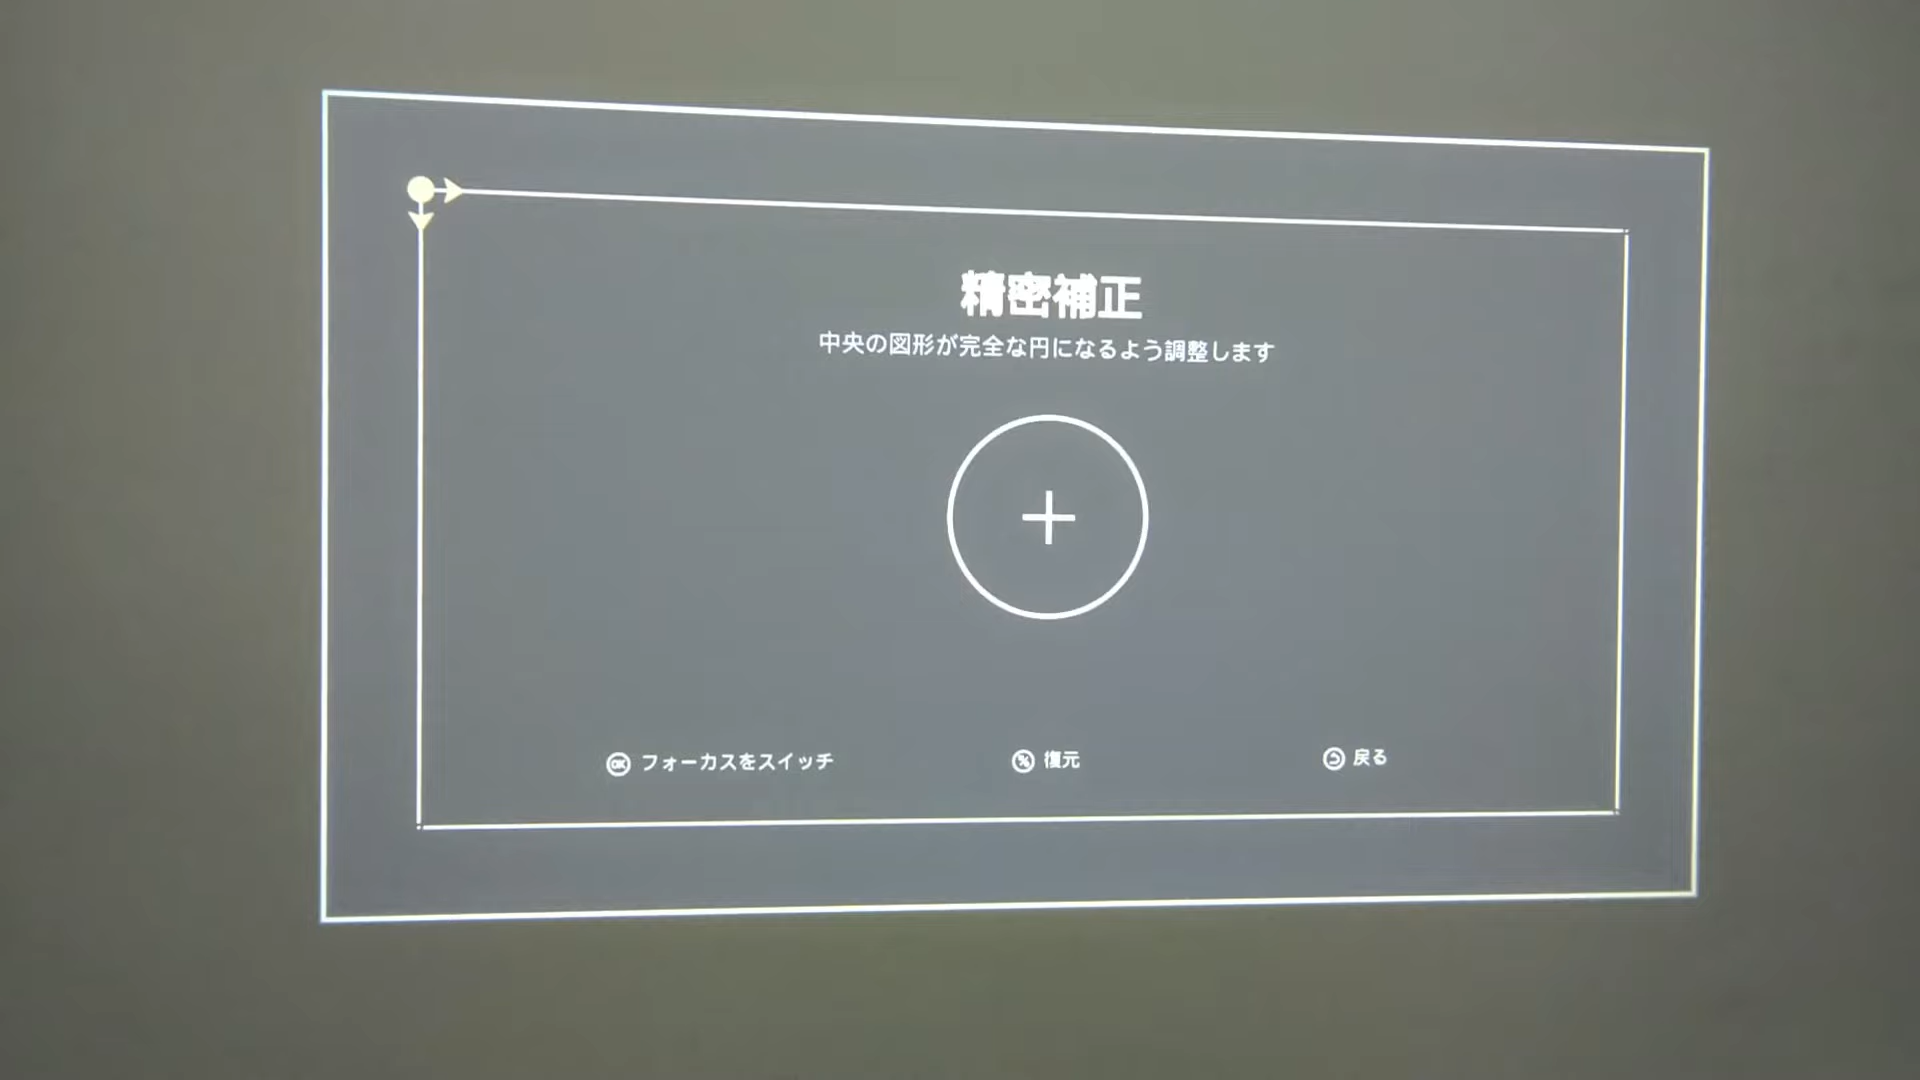 精密補正
中央の図形が完全な円になるよう調整します
OK フォーカスをスイッチ
復元
戻る